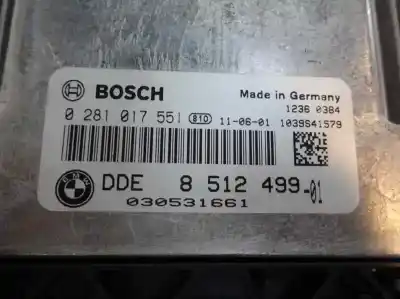 BOSCH
Made in Germany
1236 0384
0 281 017 551 810 11-06-01 1039S41579
BMW
DDE 8 512 499-01
030531661